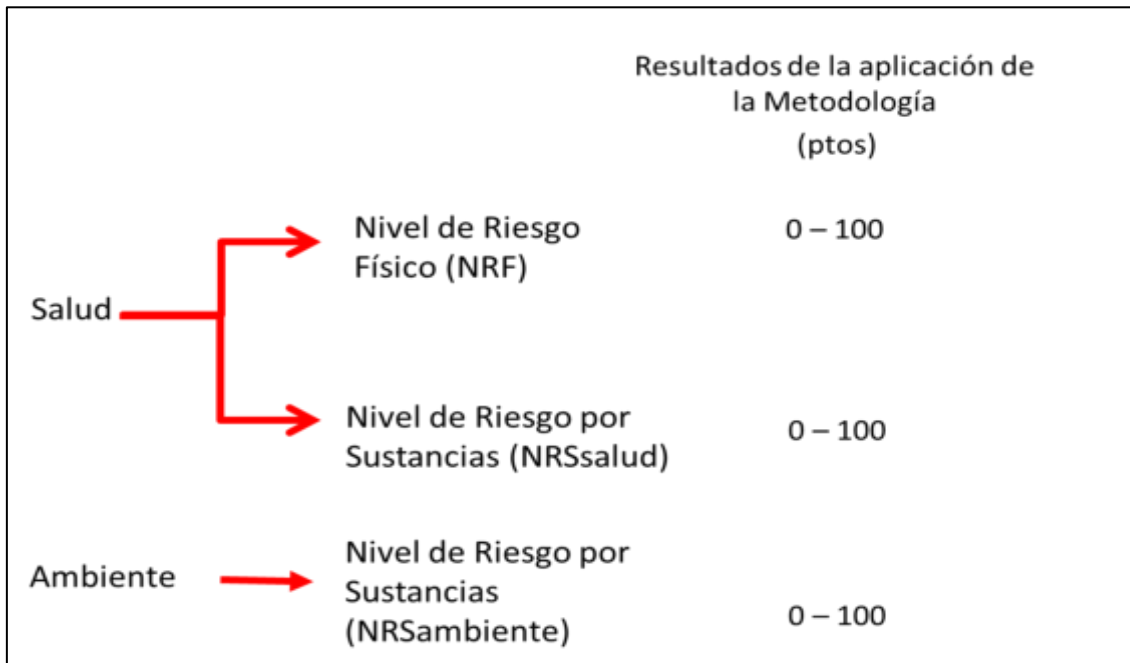 Resultados de la aplicación de
la Metodología
(ptos)
Salud
Nivel de Riesgo
Físico (NRF)
0 – 100
Nivel de Riesgo por
Sustancias (NRSsalud)
0 – 100
Ambiente
Nivel de Riesgo por
Sustancias
(NRSambiente)
0 – 100